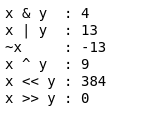 x & y  : 4
x | y  : 13
~x     : -13
x ^ y  : 9
x << y : 384
x >> y : 0